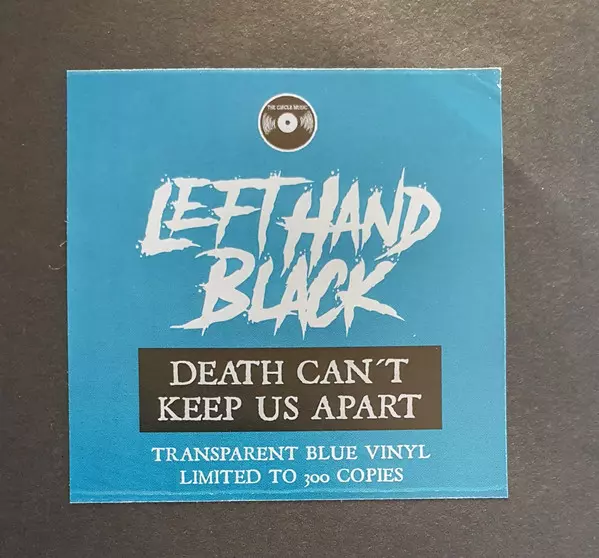 THE CIRCLE MUSIC
LEFT HAND
BLACK
DEATH CAN´T
KEEP US APART
TRANSPARENT BLUE VINYL
LIMITED TO 300 COPIES